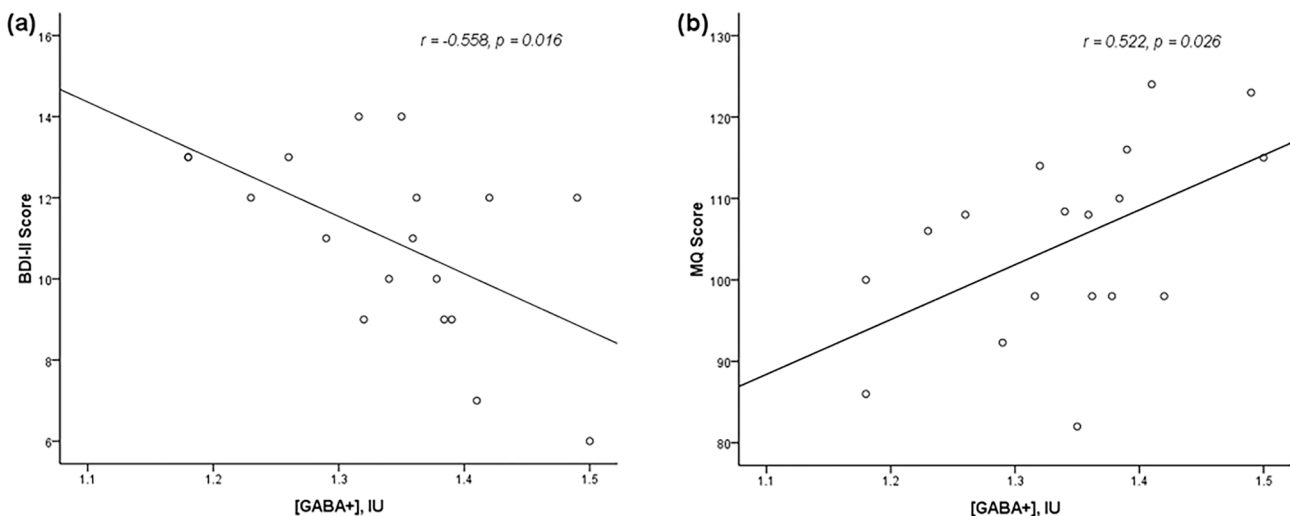 (a)
r = -0.558, p = 0.016
16
14
12
10
8
6
BDI-II Score
1.1 1.2 1.3 1.4 1.5
[GABA+], IU
(b)
r = 0.522, p = 0.026
130
120
110
100
90
80
MQ Score
1.1 1.2 1.3 1.4 1.5
[GABA+], IU